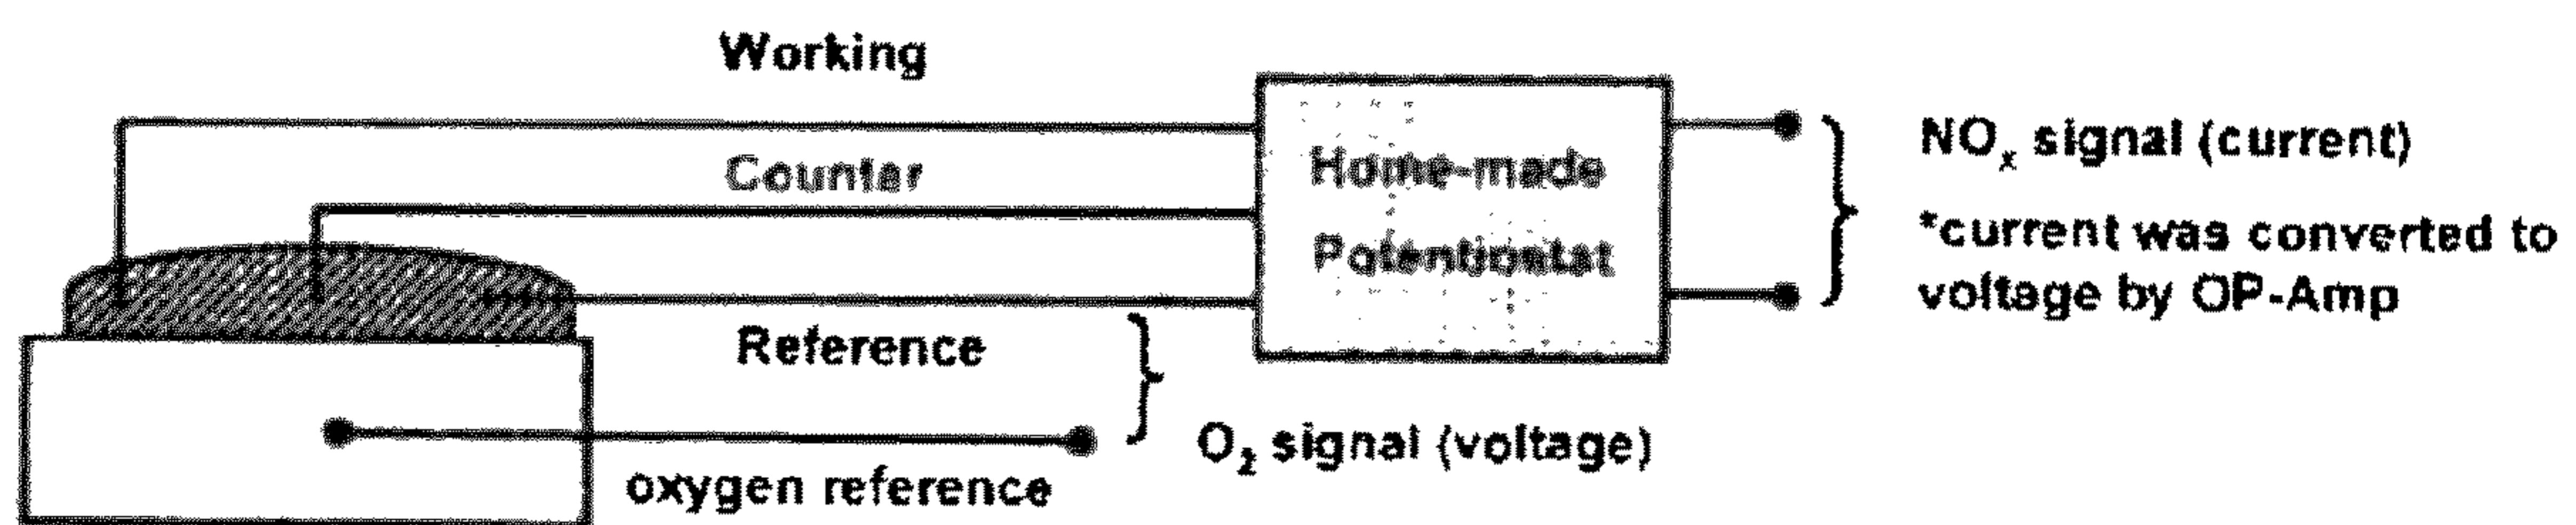 Working
Counter
Home-made
Potentiostat
NOx signal (current)
*current was converted to
voltage by OP-Amp
Reference
O2 signal (voltage)
oxygen reference